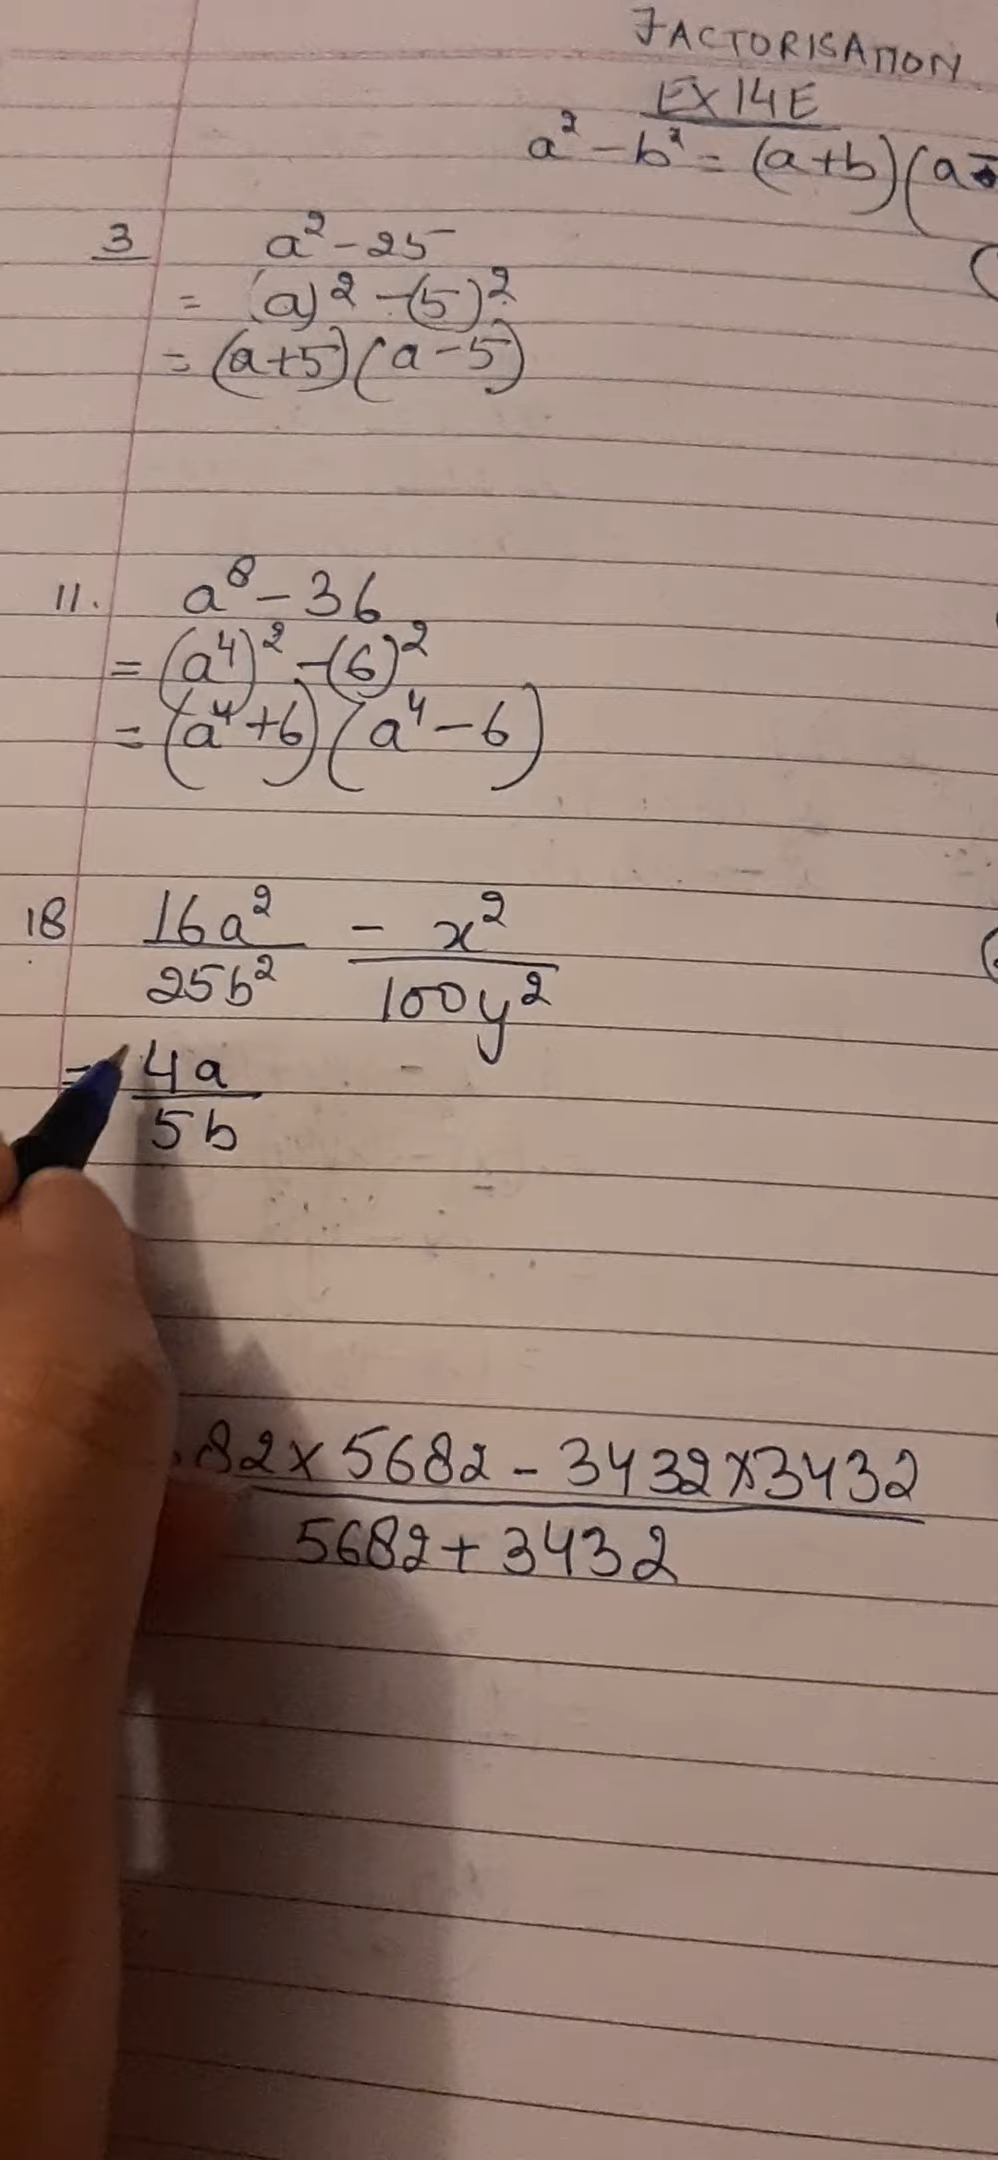 FACTORISATION
EX 14E
a² - b² = (a+b)(a-
3 a² - 25
= (a)² - (5)²
= (a+5)(a-5)
11. a⁸ - 36
= (a⁴)² - (6)²
= (a⁴+6)(a⁴-6)
18 16a²/25b² - x²/100y²
= 4a/5b
82 x 5682 - 3432 x 3432
5682 + 3432